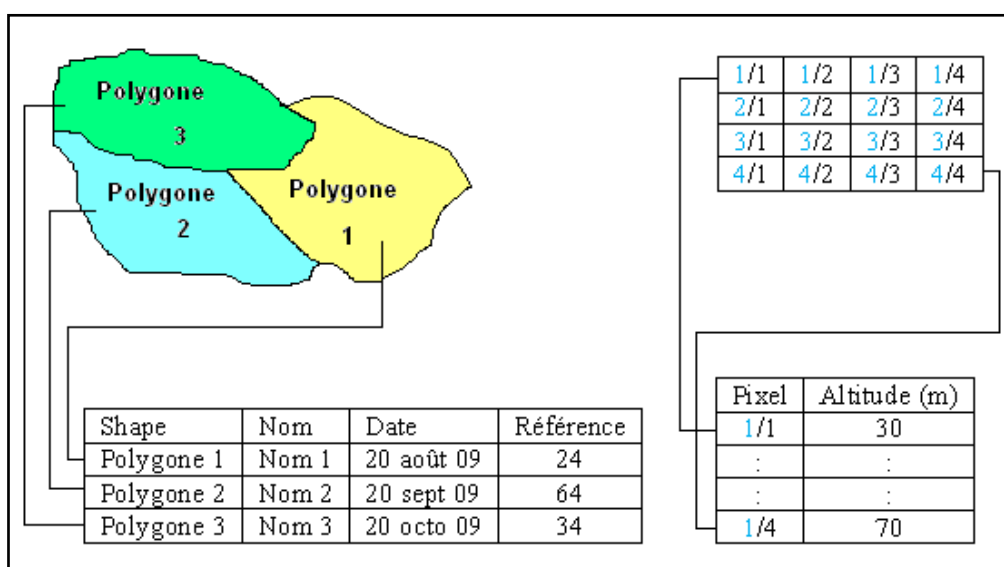 Polygone
3
Polygone
2
Polygone
1
1/1 1/2 1/3 1/4
2/1 2/2 2/3 2/4
3/1 3/2 3/3 3/4
4/1 4/2 4/3 4/4
Shape Nom Date Référence
Polygone 1 Nom 1 20 août 09 24
Polygone 2 Nom 2 20 sept 09 64
Polygone 3 Nom 3 20 octo 09 34
Pixel Altitude (m)
1/1 30
: :
: :
1/4 70